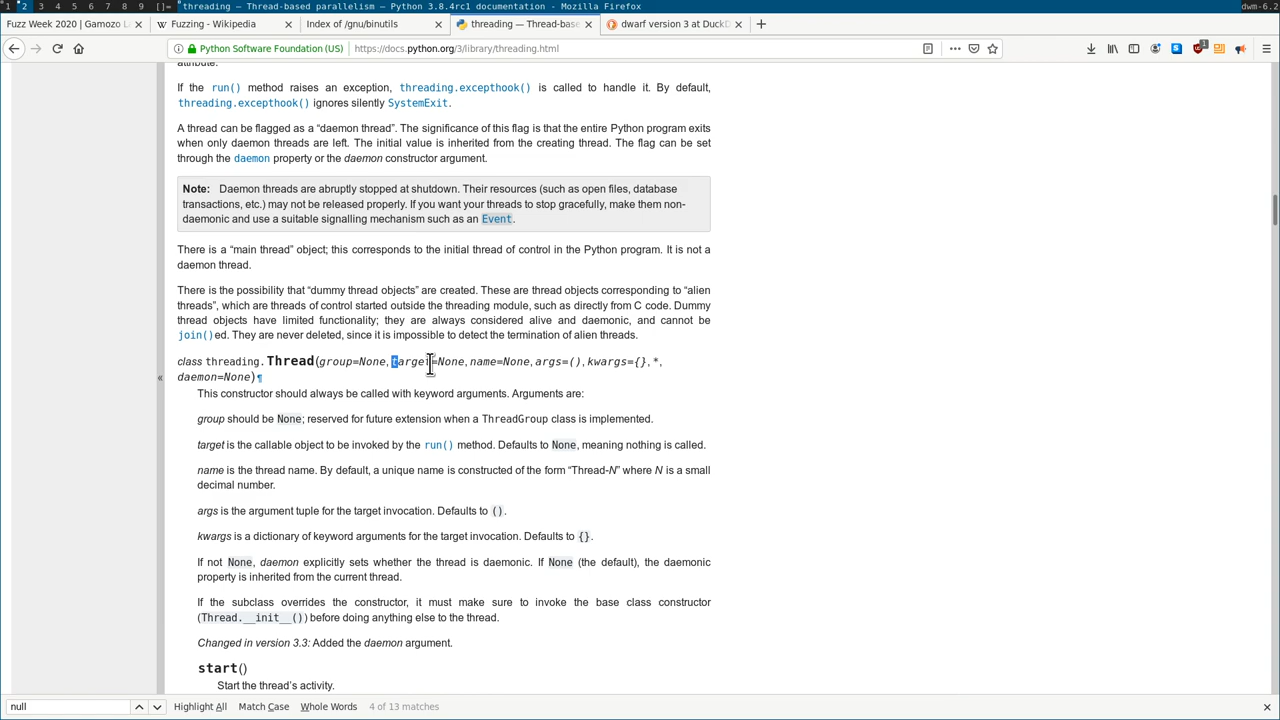 1 2 3 4 5 6 7 8 9 []= threading — Thread-based parallelism — Python 3.8.4rc1 documentation - Mozilla Firefox dwm-6.2
Fuzz Week 2020 | Gamozo L Fuzzing - Wikipedia Index of /gnu/binutils threading — Thread-bas dwarf version 3 at DuckD
Python Software Foundation (US) https://docs.python.org/3/library/threading.html
attribute.
If the run() method raises an exception, threading.excepthook() is called to handle it. By default,
threading.excepthook() ignores silently SystemExit.
A thread can be flagged as a “daemon thread”. The significance of this flag is that the entire Python program exits
when only daemon threads are left. The initial value is inherited from the creating thread. The flag can be set
through the daemon property or the daemon constructor argument.
Note: Daemon threads are abruptly stopped at shutdown. Their resources (such as open files, database
transactions, etc.) may not be released properly. If you want your threads to stop gracefully, make them non-
daemonic and use a suitable signalling mechanism such as an Event.
There is a “main thread” object; this corresponds to the initial thread of control in the Python program. It is not a
daemon thread.
There is the possibility that “dummy thread objects” are created. These are thread objects corresponding to “alien
threads”, which are threads of control started outside the threading module, such as directly from C code. Dummy
thread objects have limited functionality; they are always considered alive and daemonic, and cannot be
join()ed. They are never deleted, since it is impossible to detect the termination of alien threads.
class threading.Thread(group=None, target=None, name=None, args=(), kwargs={}, *,
daemon=None)¶
«
This constructor should always be called with keyword arguments. Arguments are:
group should be None; reserved for future extension when a ThreadGroup class is implemented.
target is the callable object to be invoked by the run() method. Defaults to None, meaning nothing is called.
name is the thread name. By default, a unique name is constructed of the form “Thread-N” where N is a small
decimal number.
args is the argument tuple for the target invocation. Defaults to ().
kwargs is a dictionary of keyword arguments for the target invocation. Defaults to {}.
If not None, daemon explicitly sets whether the thread is daemonic. If None (the default), the daemonic
property is inherited from the current thread.
If the subclass overrides the constructor, it must make sure to invoke the base class constructor
(Thread.__init__()) before doing anything else to the thread.
Changed in version 3.3: Added the daemon argument.
start()
Start the thread’s activity.
null Highlight All Match Case Whole Words 4 of 13 matches